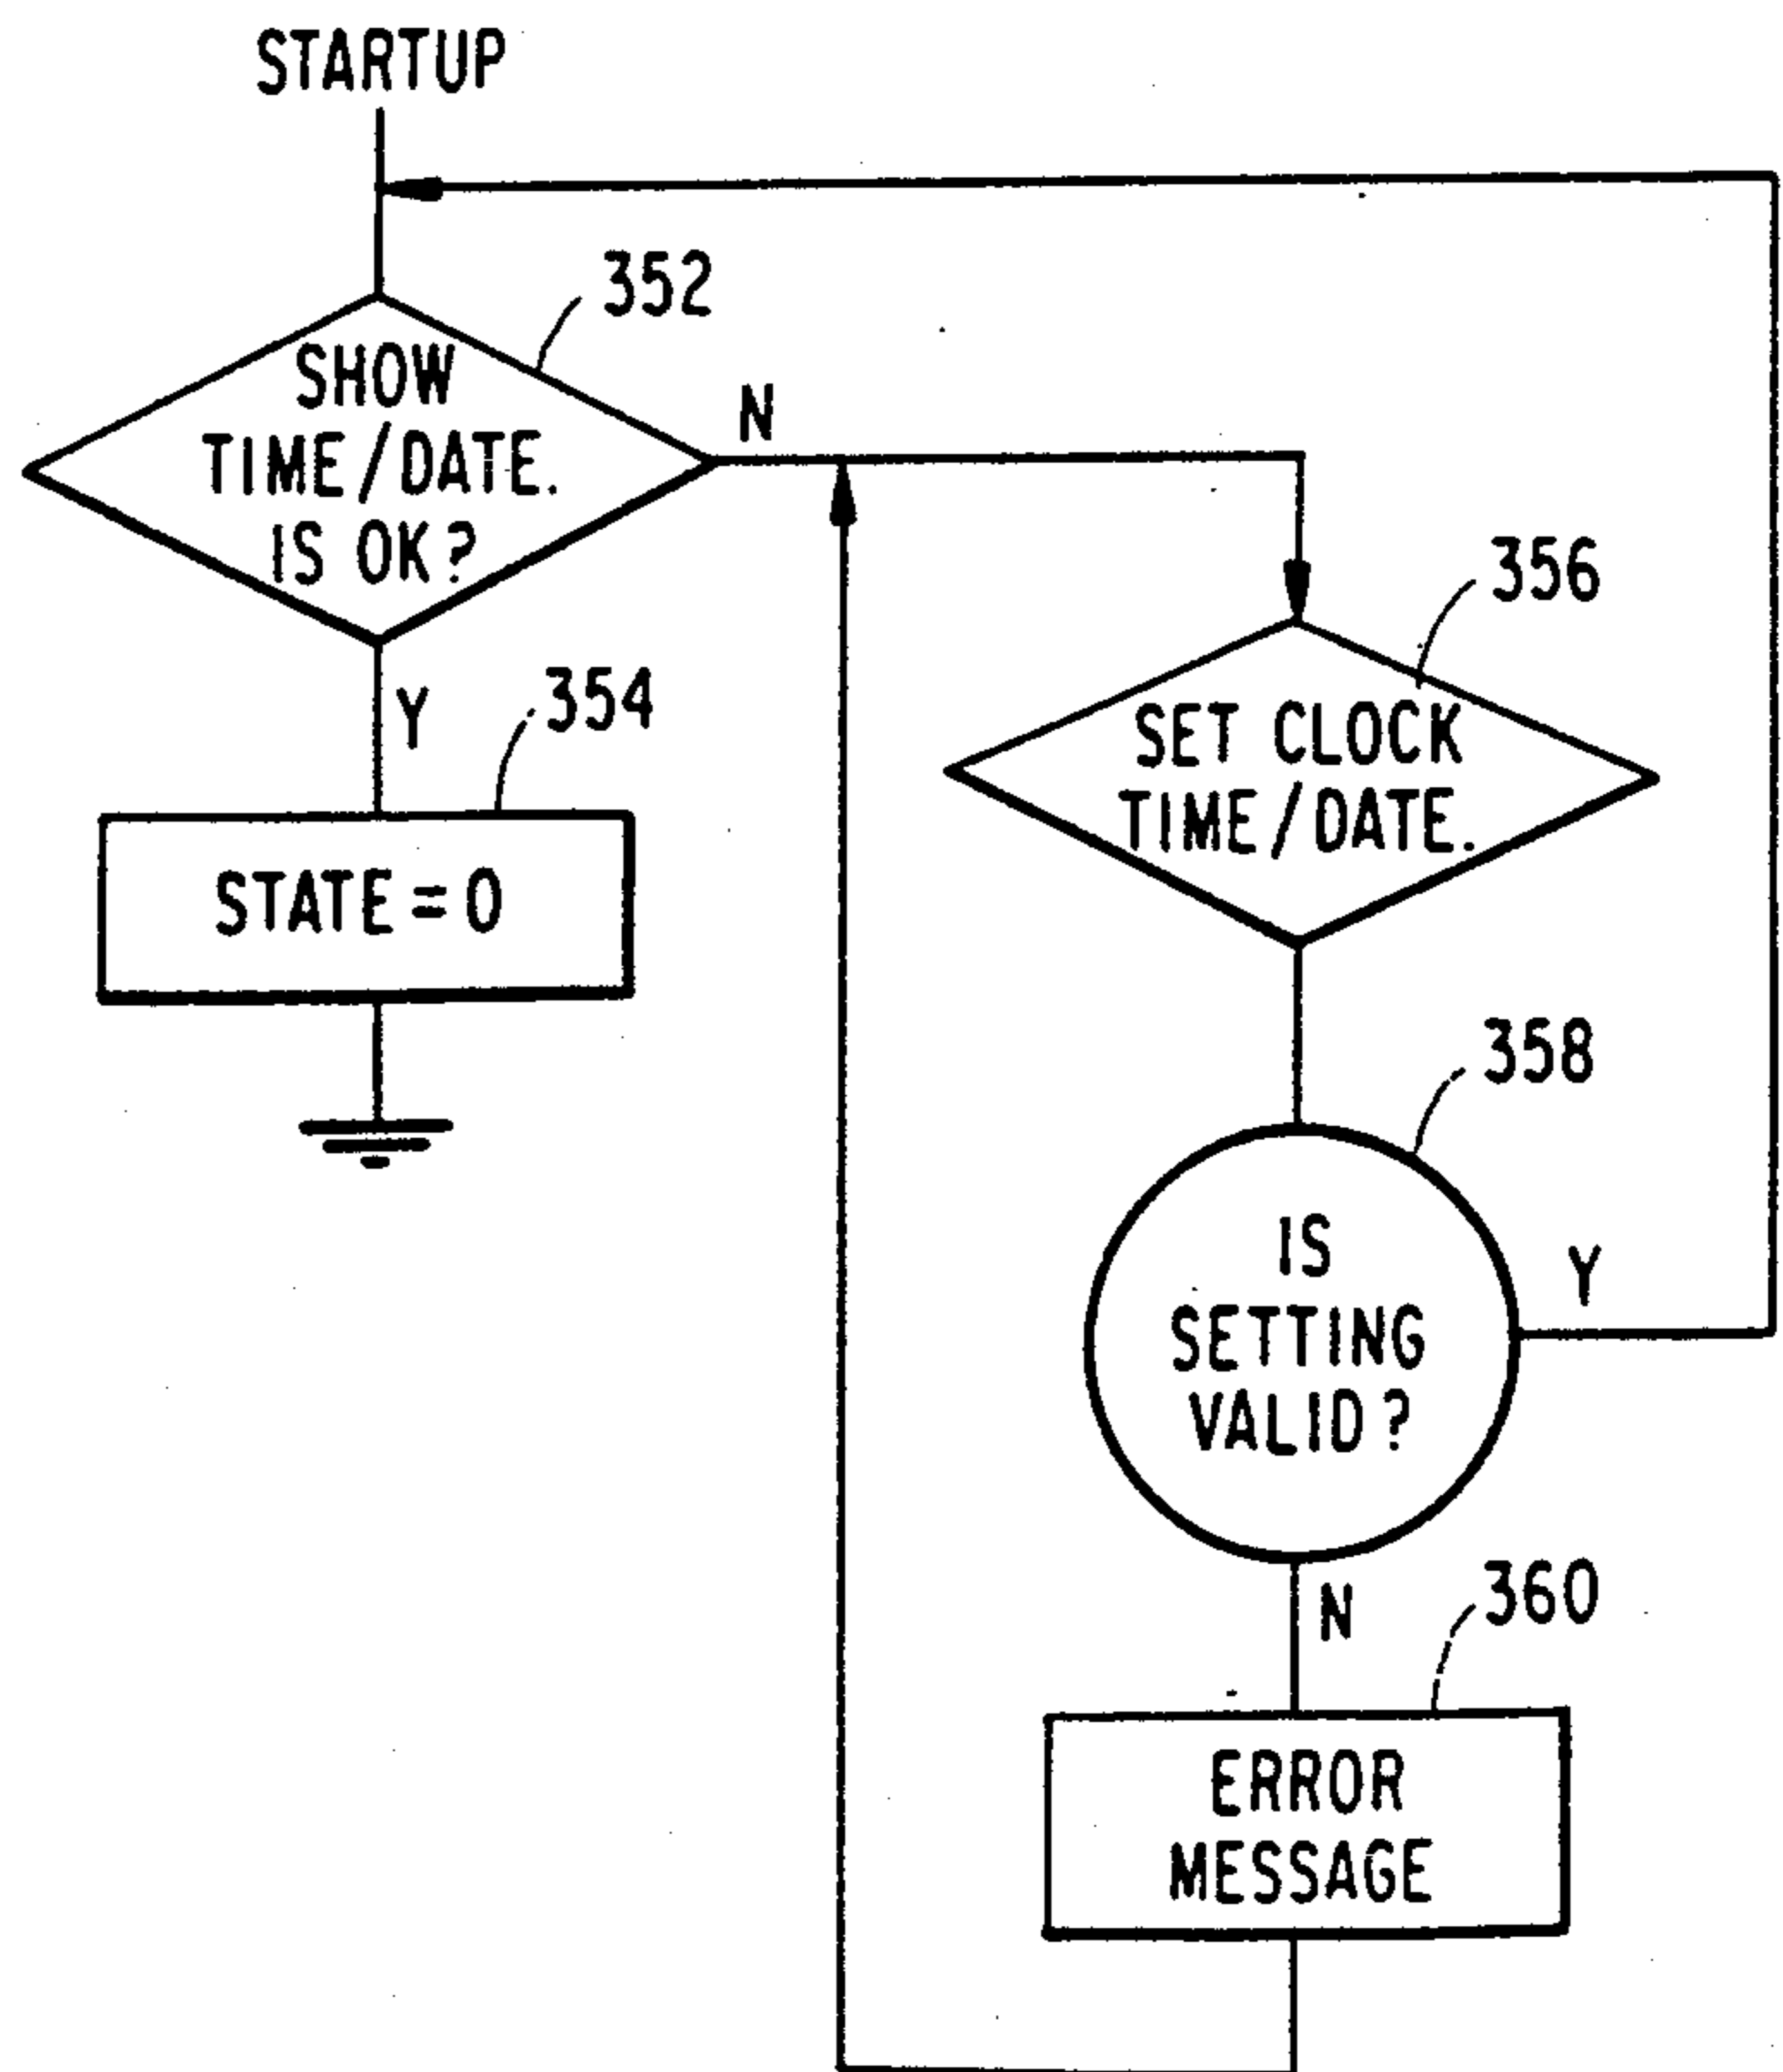 STARTUP
352
SHOW
TIME/DATE.
IS OK?
N
Y
354
STATE=0
356
SET CLOCK
TIME/DATE.
358
IS
SETTING
VALID?
Y
N
360
ERROR
MESSAGE